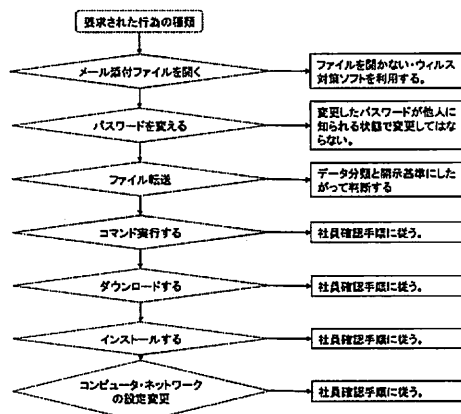 要求された行為の種類
メール添付ファイルを開く
ファイルを開かない・ウィルス
対策ソフトを利用する。
パスワードを変える
変更したパスワードが他人に
知られる状態で変更してはな
らない。
ファイル転送
データ分類と開示基準にした
がって判断する
コマンド実行する
社員確認手順に従う。
ダウンロードする
社員確認手順に従う。
インストールする
社員確認手順に従う。
コンピュータ・ネットワーク
の設定変更
社員確認手順に従う。